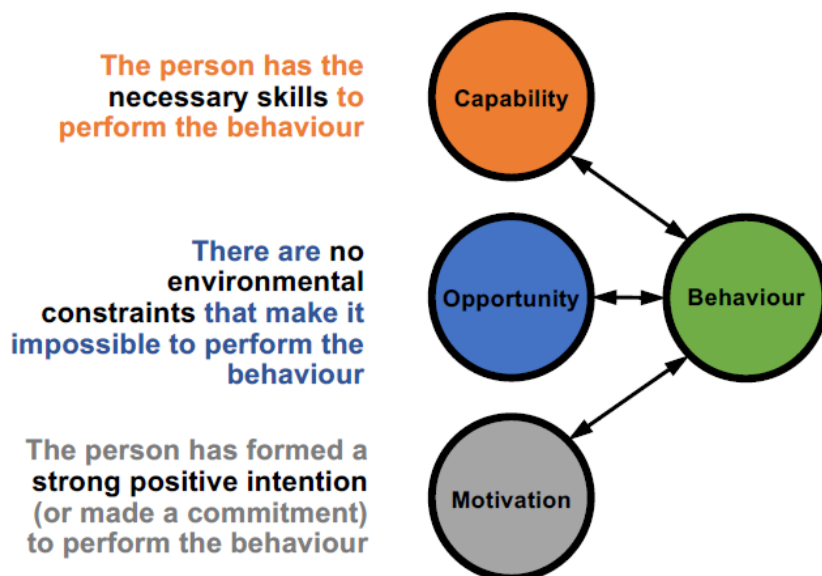 The person has the
necessary skills to
perform the behaviour
Capability
There are no
environmental
constraints that make it
impossible to perform the
behaviour
Opportunity
Behaviour
The person has formed a
strong positive intention
(or made a commitment)
to perform the behaviour
Motivation